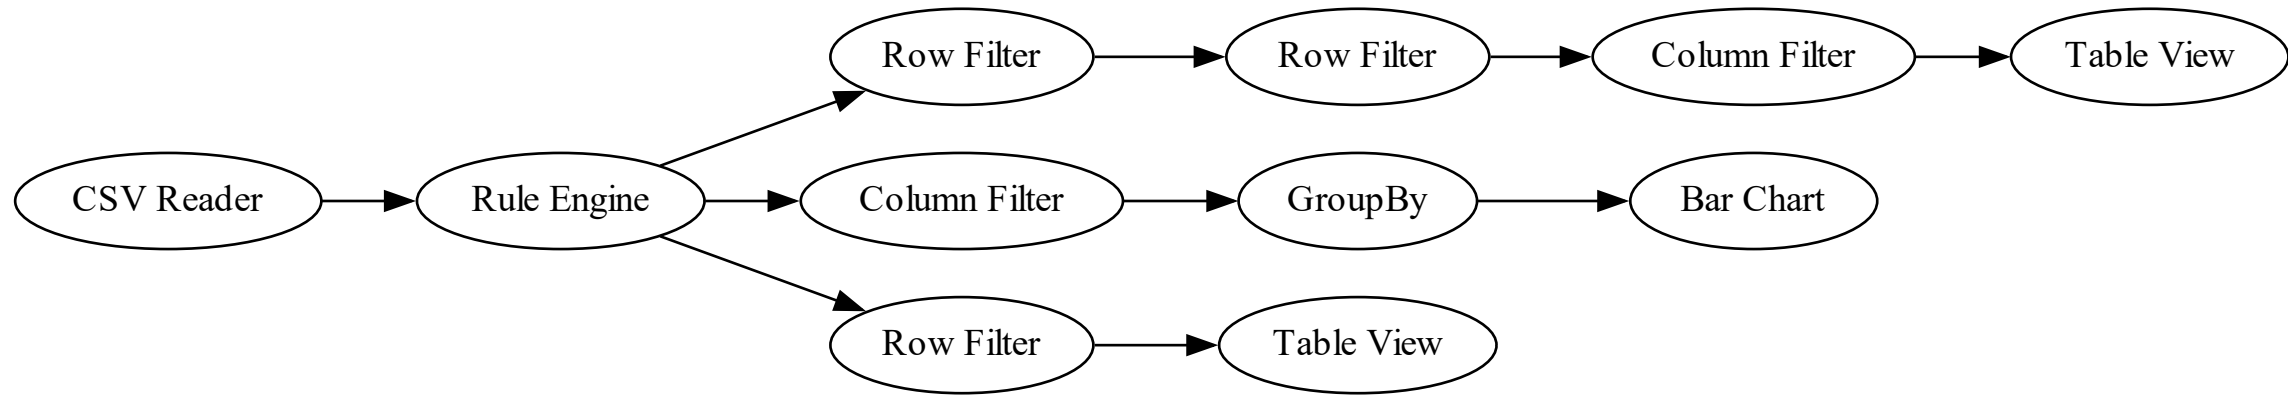 Row Filter
Row Filter
Column Filter
Table View
CSV Reader
Rule Engine
Column Filter
GroupBy
Bar Chart
Row Filter
Table View